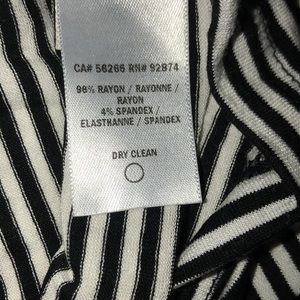 CA# 56266 RN# 92874
96% RAYON / RAYONNE /
RAYON
4% SPANDEX /
ELASTHANNE / SPANDEX
DRY CLEAN